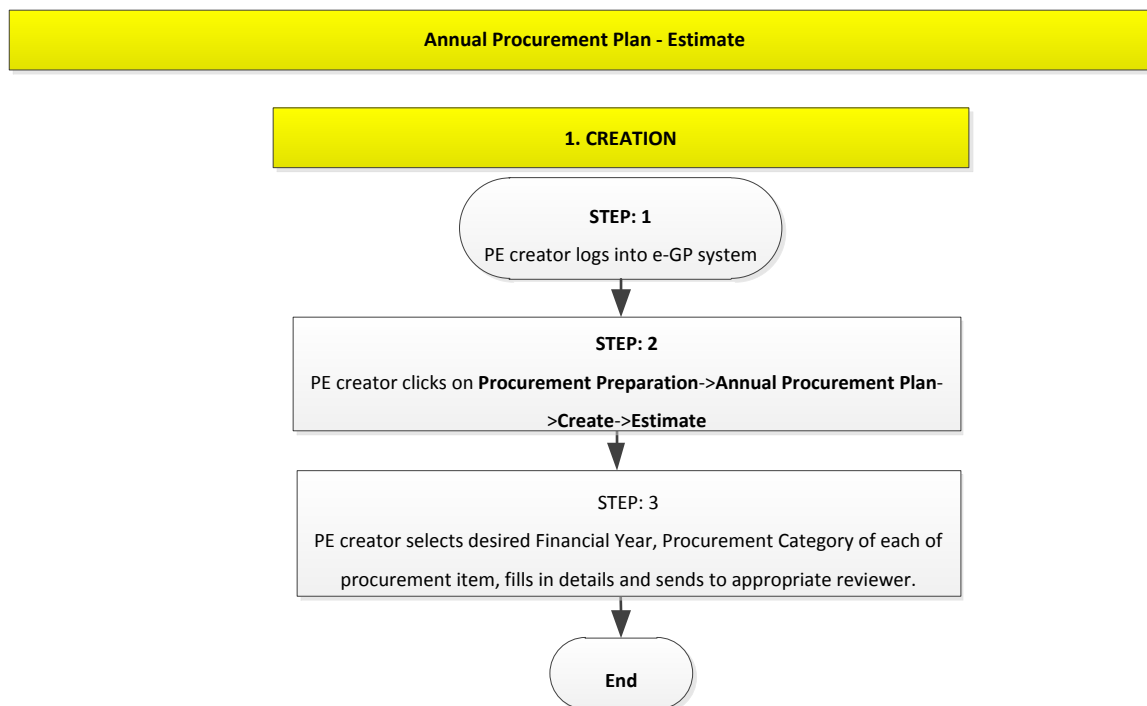 Annual Procurement Plan - Estimate
1. CREATION
STEP: 1
PE creator logs into e-GP system
STEP: 2
PE creator clicks on Procurement Preparation->Annual Procurement Plan-
>Create->Estimate
STEP: 3
PE creator selects desired Financial Year, Procurement Category of each of
procurement item, fills in details and sends to appropriate reviewer.
End